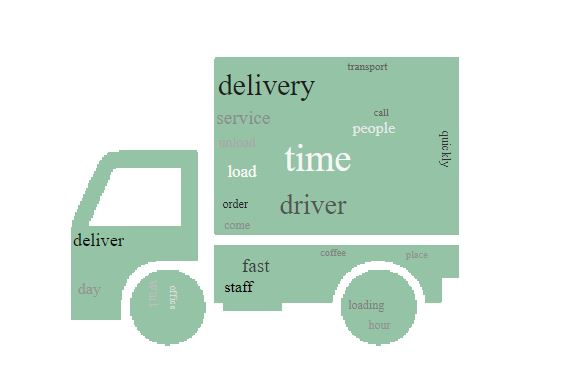 transport
delivery
call
service
people
quickly
unload
time
load
order
driver
come
deliver
coffee
place
fast
day
staff
wait
office
loading
hour